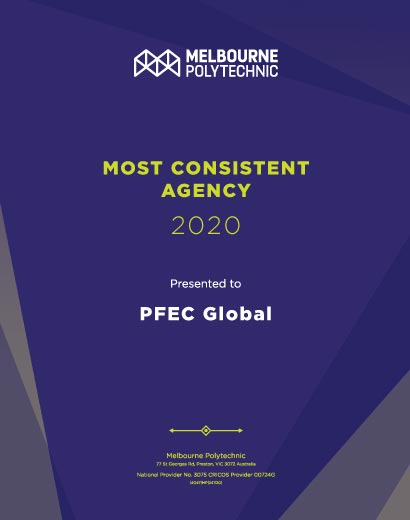 MELBOURNE
POLYTECHNIC
MOST CONSISTENT
AGENCY
2020
Presented to
PFEC Global
Melbourne Polytechnic
77 St Georges Rd, Preston, VIC 3072 Australia
National Provider No. 3075 CRICOS Provider 00724G